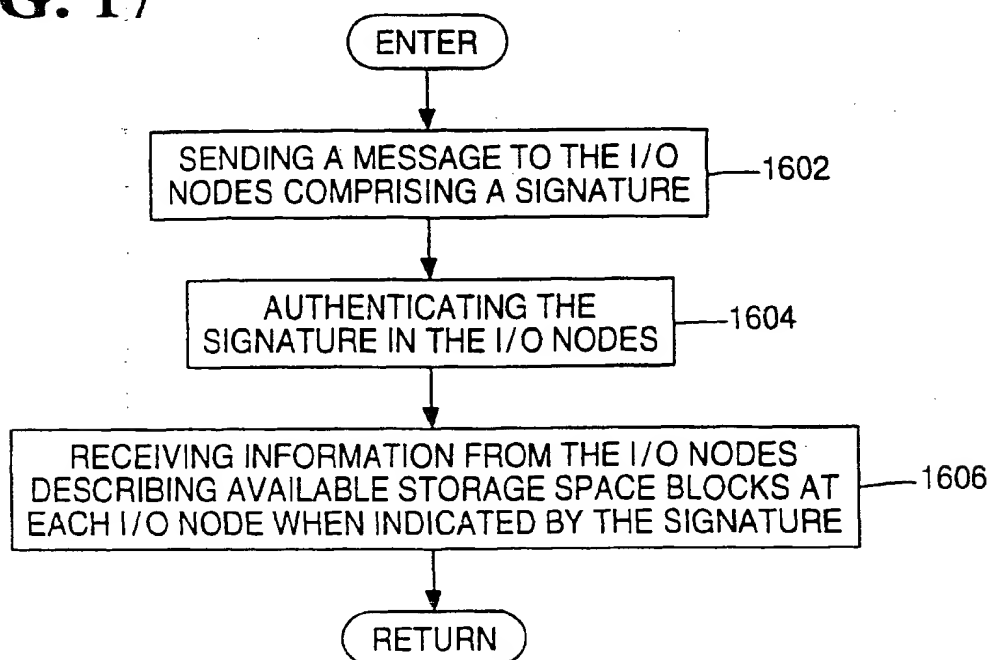 G. 17
ENTER
SENDING A MESSAGE TO THE I/O
NODES COMPRISING A SIGNATURE
1602
AUTHENTICATING THE
SIGNATURE IN THE I/O NODES
1604
RECEIVING INFORMATION FROM THE I/O NODES
DESCRIBING AVAILABLE STORAGE SPACE BLOCKS AT
EACH I/O NODE WHEN INDICATED BY THE SIGNATURE
1606
RETURN